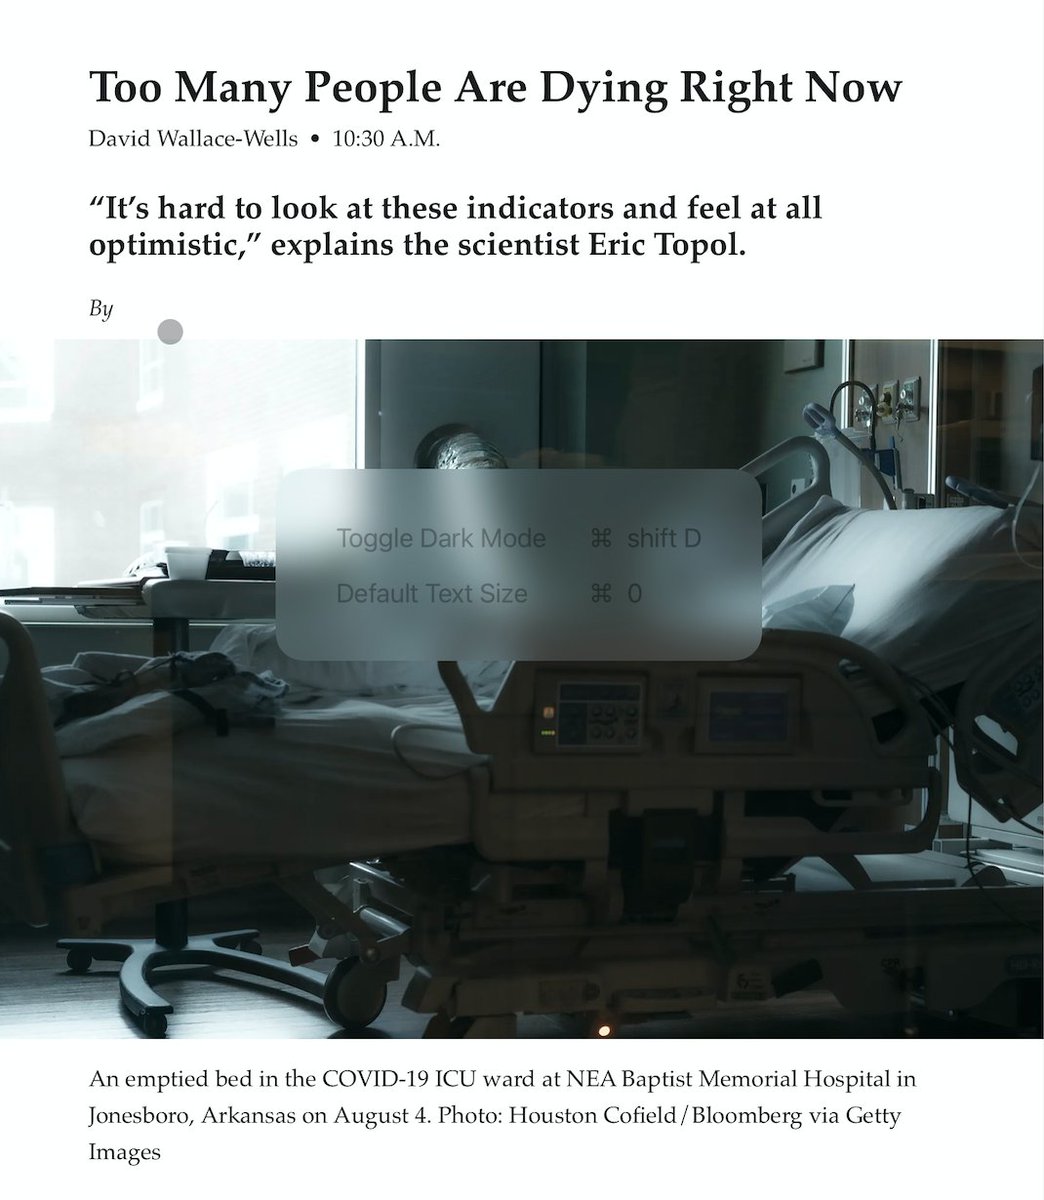 Too Many People Are Dying Right Now
David Wallace-Wells • 10:30 A.M.
“It’s hard to look at these indicators and feel at all
optimistic,” explains the scientist Eric Topol.
By
Toggle Dark Mode ⌘ shift D
Default Text Size ⌘ 0
An emptied bed in the COVID-19 ICU ward at NEA Baptist Memorial Hospital in
Jonesboro, Arkansas on August 4. Photo: Houston Cofield/Bloomberg via Getty
Images